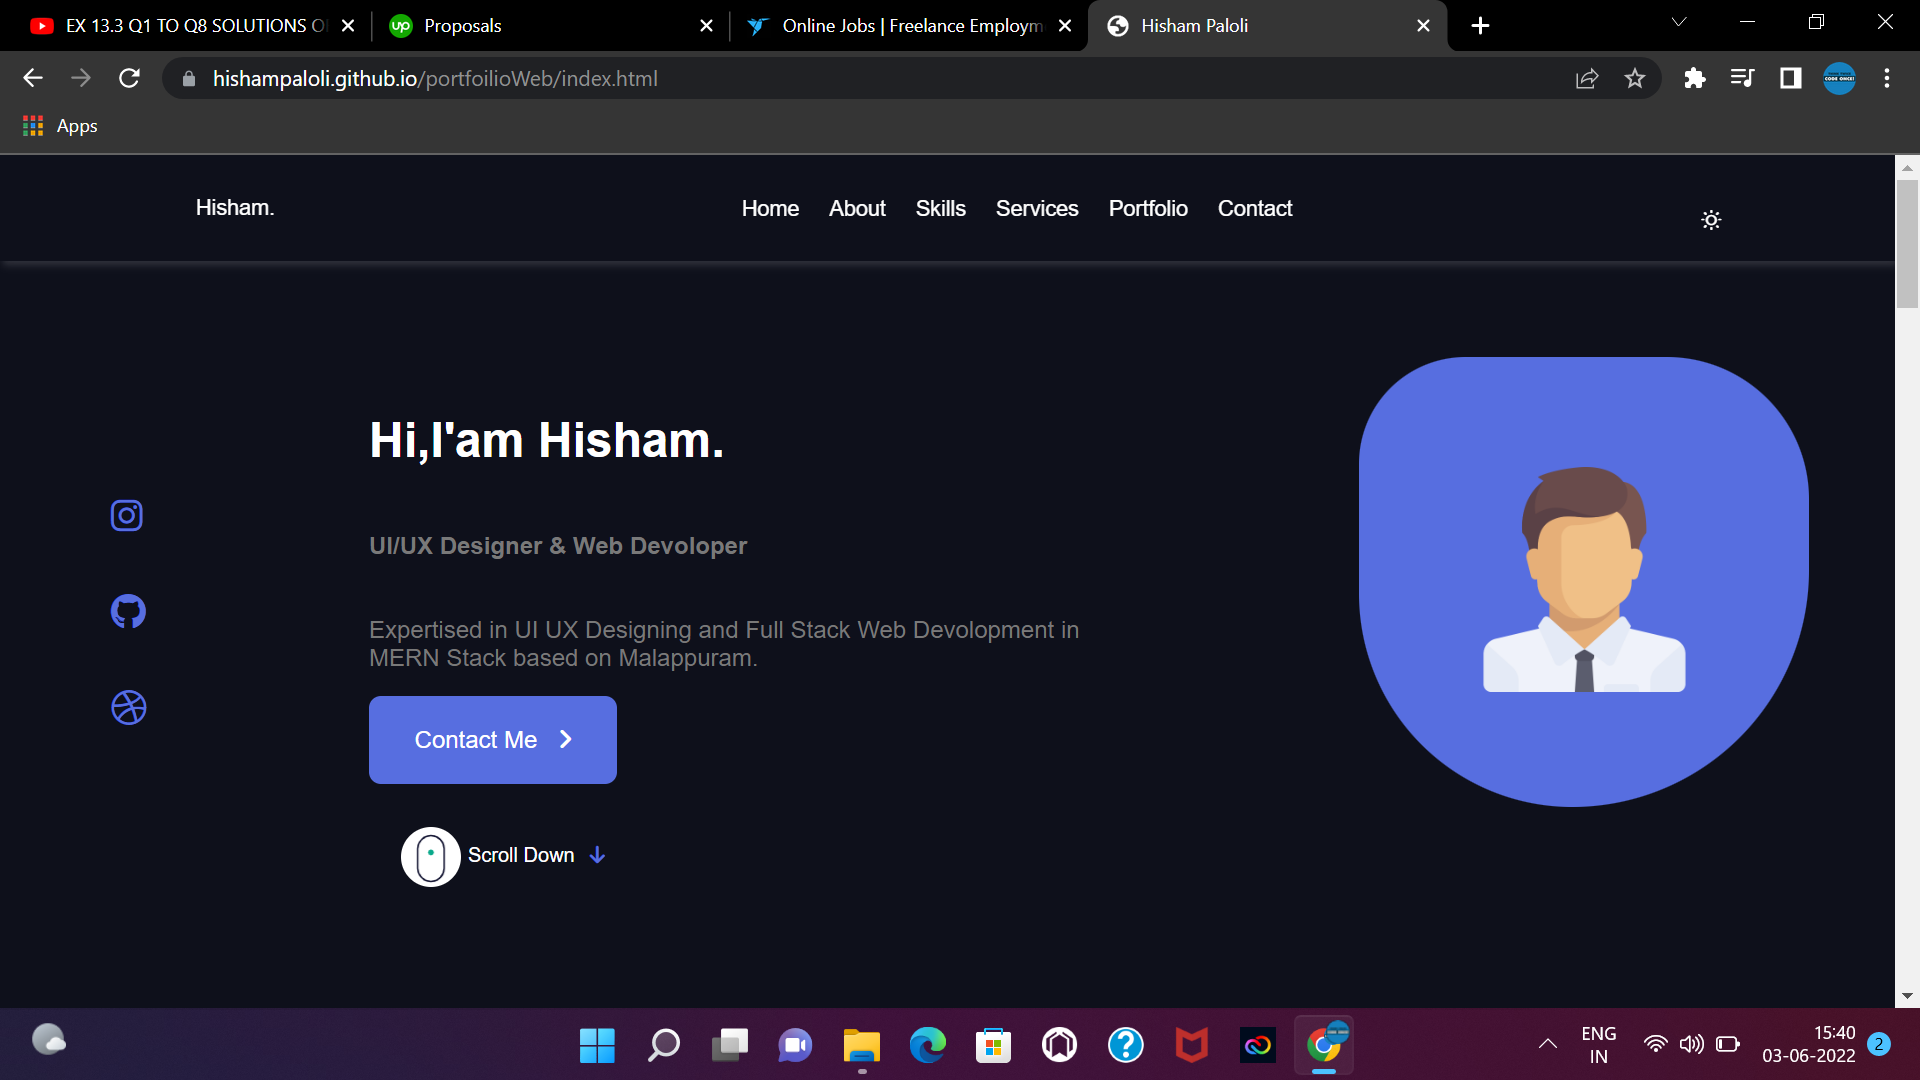 EX 13.3 Q1 TO Q8 SOLUTIONS O
Proposals
Online Jobs | Freelance Employm
Hisham Paloli
hishampaloli.github.io/portfoilioWeb/index.html
Apps
Hisham.
Home About Skills Services Portfolio Contact
Hi,I'am Hisham.
UI/UX Designer & Web Devoloper
Expertised in UI UX Designing and Full Stack Web Devolopment in
MERN Stack based on Malappuram.
Contact Me
Scroll Down
ENG
IN
15:40
03-06-2022
2